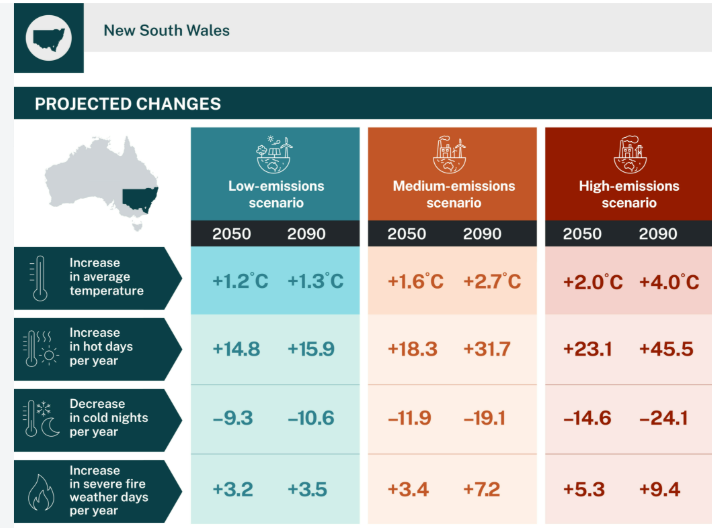 New South Wales
PROJECTED CHANGES
Low-emissions
scenario
Medium-emissions
scenario
High-emissions
scenario
2050 2090 2050 2090 2050 2090
Increase
in average
temperature
+1.2°C +1.3°C +1.6°C +2.7°C +2.0°C +4.0°C
Increase
in hot days
per year
+14.8 +15.9 +18.3 +31.7 +23.1 +45.5
Decrease
in cold nights
per year
–9.3 –10.6 –11.9 –19.1 –14.6 –24.1
Increase
in severe fire
weather days
per year
+3.2 +3.5 +3.4 +7.2 +5.3 +9.4